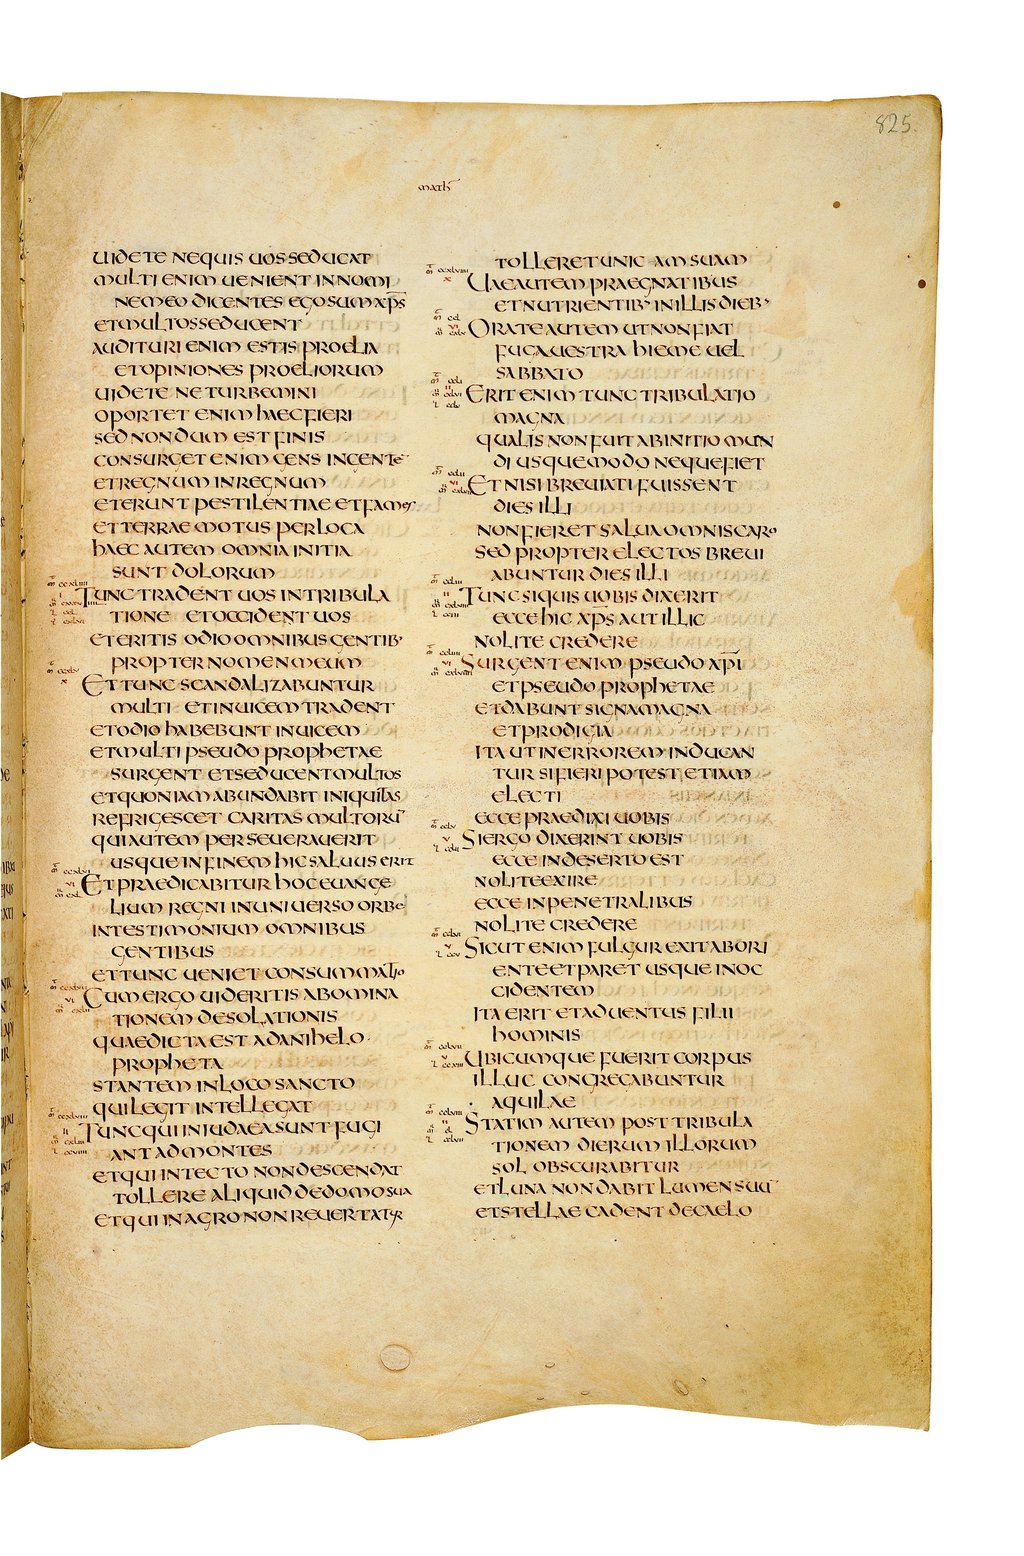 825.
math
uidete nequis uos seducat
multi enim uenient in nomi
ne meo dicentes ego sum xps
et multos seducent
audituri enim estis proelia
et opiniones proeliorum
uidete ne turbemini
oportet enim haec fieri
sed nondum est finis
consurget enim gens in gente
et regnum in regnum
et erunt pestilentiae et fames
et terrae motus per loca
haec autem omnia initia
sunt dolorum
Tunc tradent uos in tribula
tione et occident uos
et eritis odio omnibus gentib·
propter nomen meum
Et tunc scandalizabuntur
multi et inuicem tradent
et odio habebunt inuicem
et multi pseudo prophetae
surgent et seducent multos
et quoniam abundabit iniquitas
refrigescet caritas multorū
qui autem perseuerauerit
usque in finem hic saluus erit
Et praedicabitur hoc euange
lium regni in uniuerso orbe
in testimonium omnibus
gentibus
et tunc ueniet consummatio
Cum ergo uideritis abomina
tionem desolationis
quae dicta est a danihelo·
propheta
stantem in loco sancto
qui legit intellegat
Tunc qui in iudaea sunt fugi
ant ad montes
et qui in tecto non descendat
tollere aliquid de domo sua
et qui in agro non reuertatur
tollere tunicam suam
Uae autem praegnatibus
et nutrientib· in illis dieb·
Orate autem ut non fiat
fuga uestra hieme uel
sabbato
Erit enim tunc tribulatio
magna
qualis non fuit ab initio mun
di usque modo neque fiet
Et nisi breuiati fuissent
dies illi
non fieret salua omnis caro
sed propter electos breui
abuntur dies illi
Tunc si quis uobis dixerit
ecce hic xps aut illic
nolite credere
Surgent enim pseudo xpi
et pseudo prophetae
et dabunt signa magna
et prodigia
ita ut in errorem inducan
tur si fieri potest etiam
electi
ecce praedixi uobis
Si ergo dixerint uobis
ecce in deserto est
nolite exire
ecce in penetralibus
nolite credere
Sicut enim fulgur exit ab ori
ente et paret usque in oc
cidentem
ita erit et aduentus filii
hominis
Ubicumque fuerit corpus
illuc congregabuntur
aquilae
Statim autem post tribula
tionem dierum illorum
sol obscurabitur
et luna non dabit lumen suū
et stellae cadent de caelo